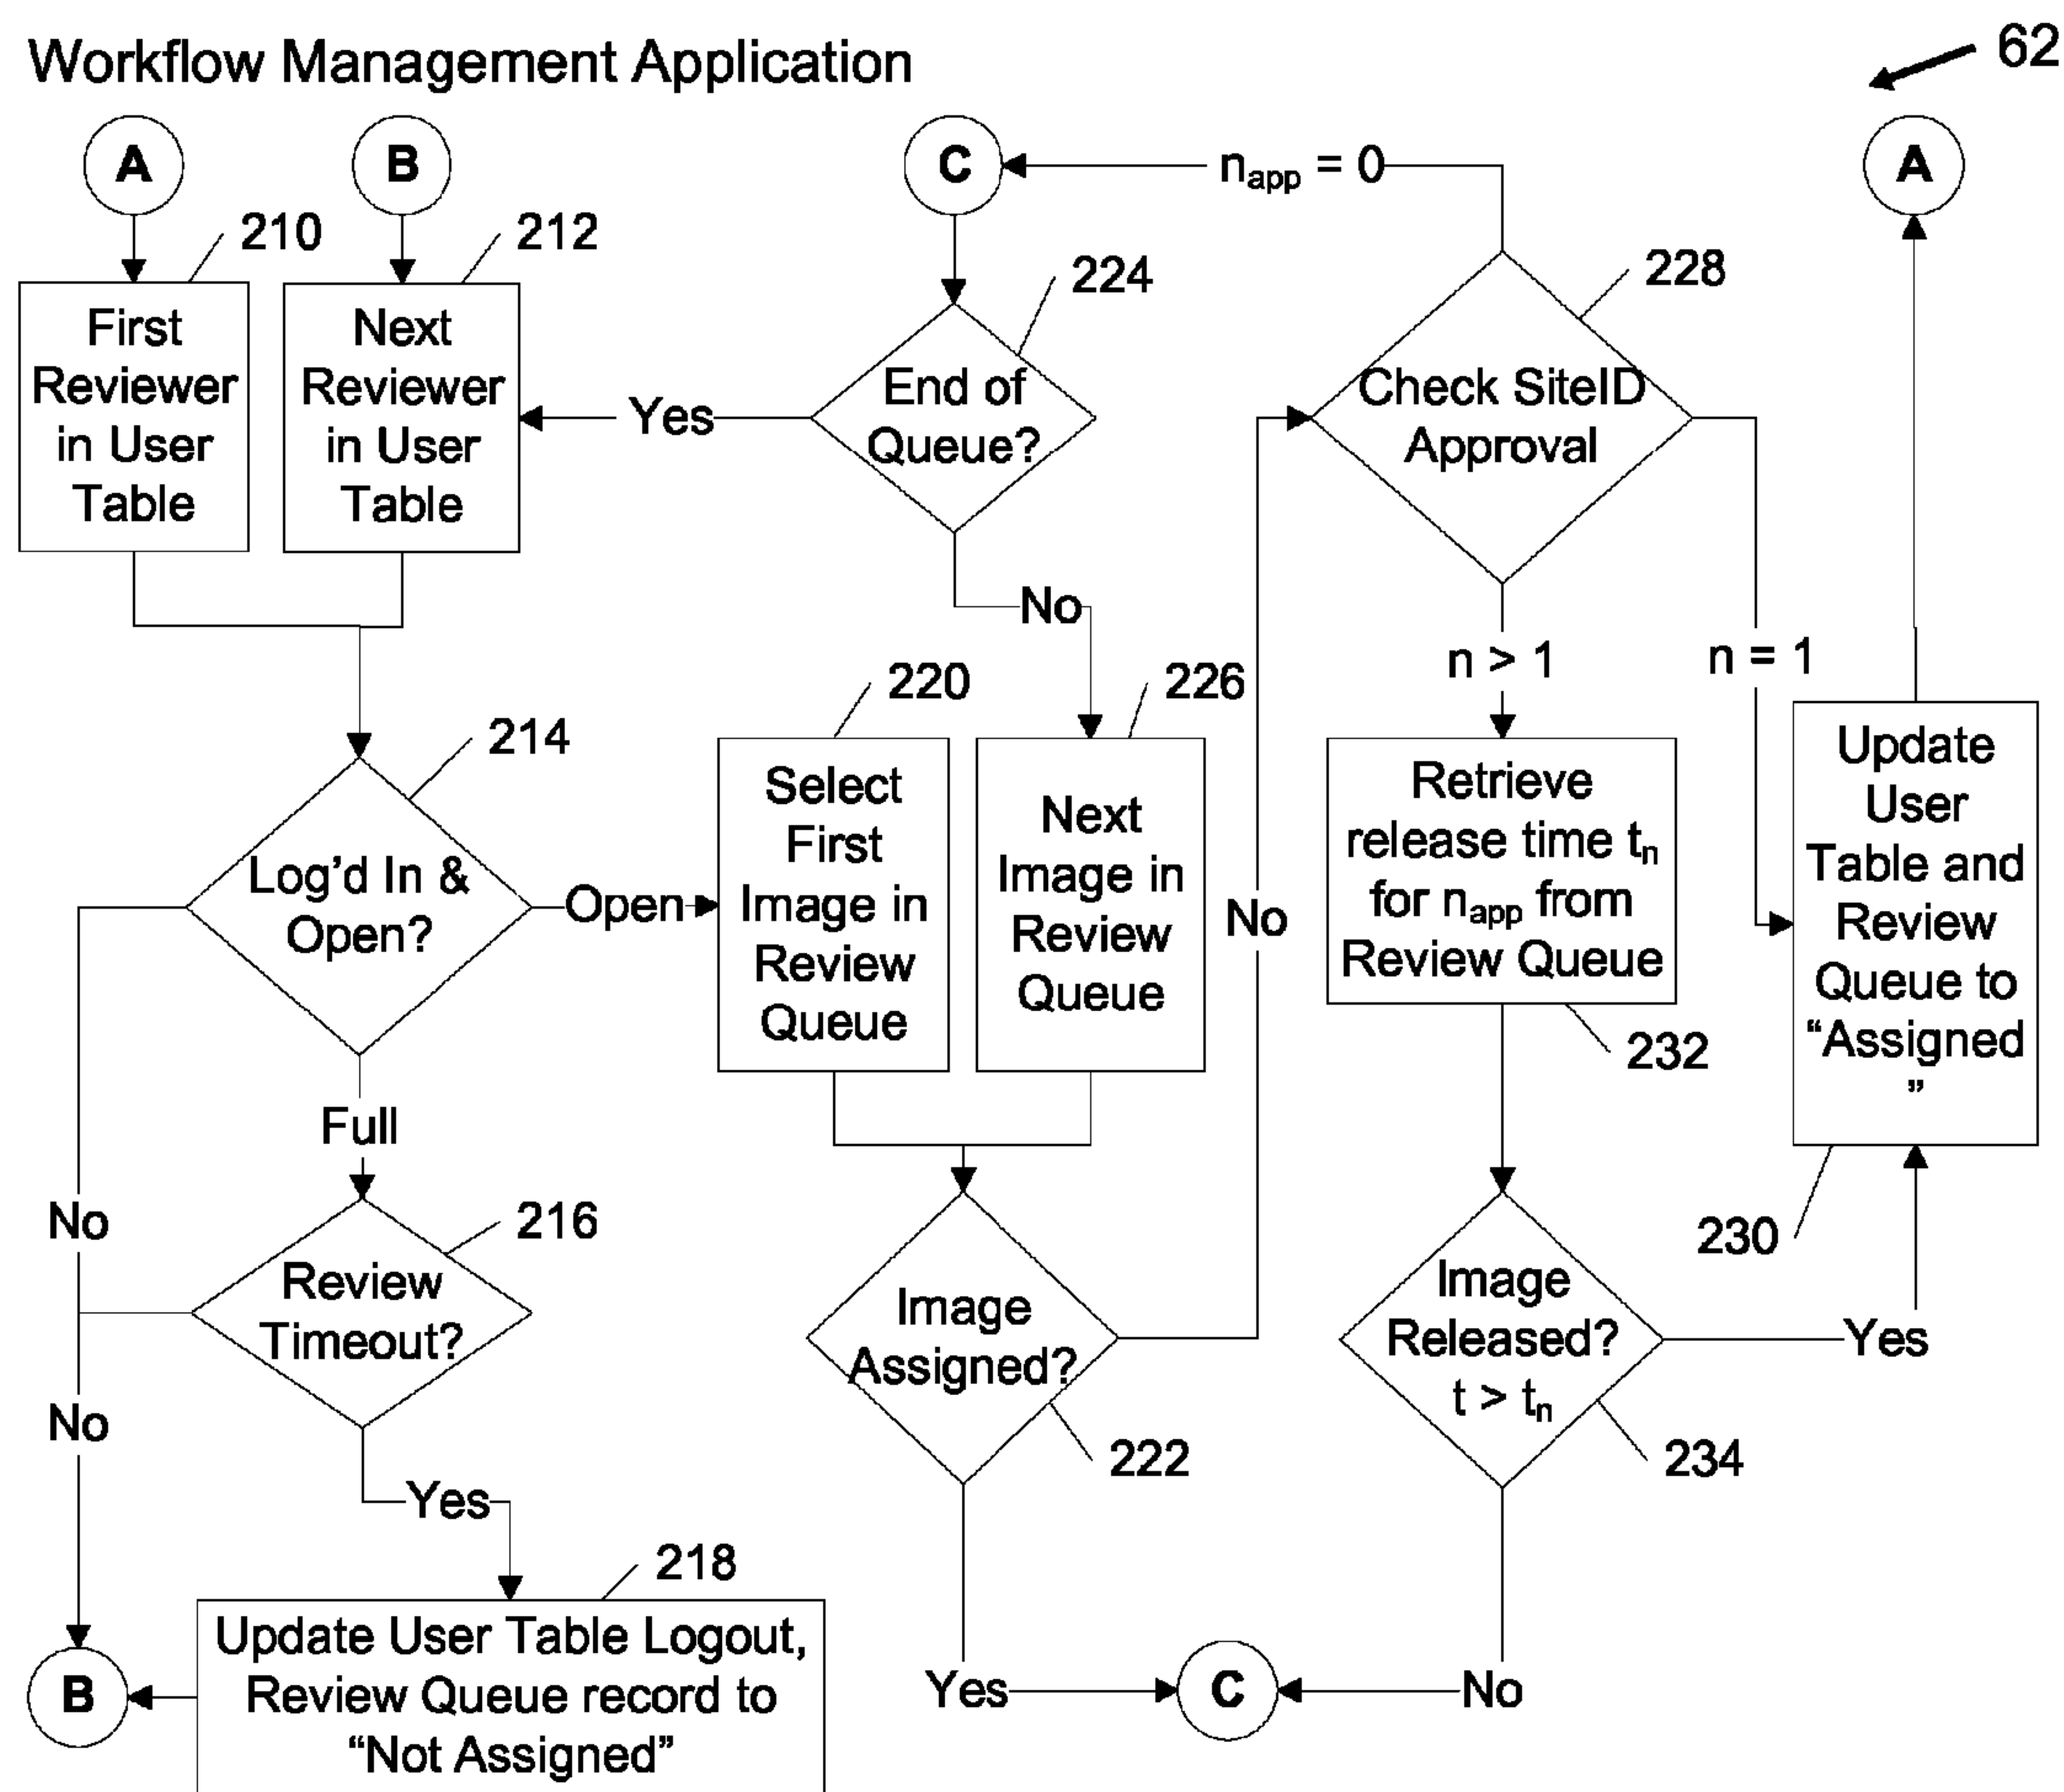 Workflow Management Application
62
A
B
C
n_app = 0
A
210
212
224
228
First
Reviewer
in User
Table
Next
Reviewer
in User
Table
Yes
End of
Queue?
Check SiteID
Approval
No
n > 1
n = 1
214
220
226
Log’d In &
Open?
Open
Select
First
Image in
Review
Queue
Next
Image in
Review
Queue
No
Retrieve
release time t_n
for n_app from
Review Queue
232
Update
User
Table and
Review
Queue to
“Assigned
”
230
Full
No
216
Review
Timeout?
Image
Assigned?
222
Image
Released?
t > t_n
234
Yes
No
Yes
218
Update User Table Logout,
Review Queue record to
“Not Assigned”
B
Yes
C
No